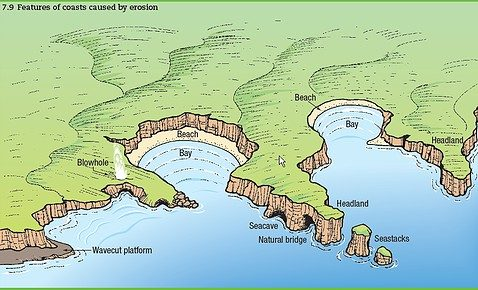 7.9 Features of coasts caused by erosion
Beach
Bay
Headland
Beach
Bay
Blowhole
Headland
Seacave
Natural bridge
Seastacks
Wavecut platform